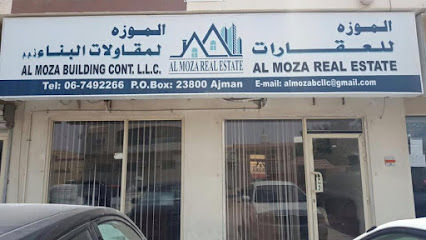 الموزه
للعقارات
AL MOZA REAL ESTATE
الموزه
لمقاولات البناء ذ.م.م
AL MOZA BUILDING CONT. L.L.C.
AL MOZA REAL ESTATE
Tel: 06-7492266 P.O.Box: 23800 Ajman E-mail: almozabcllc@gmail.com